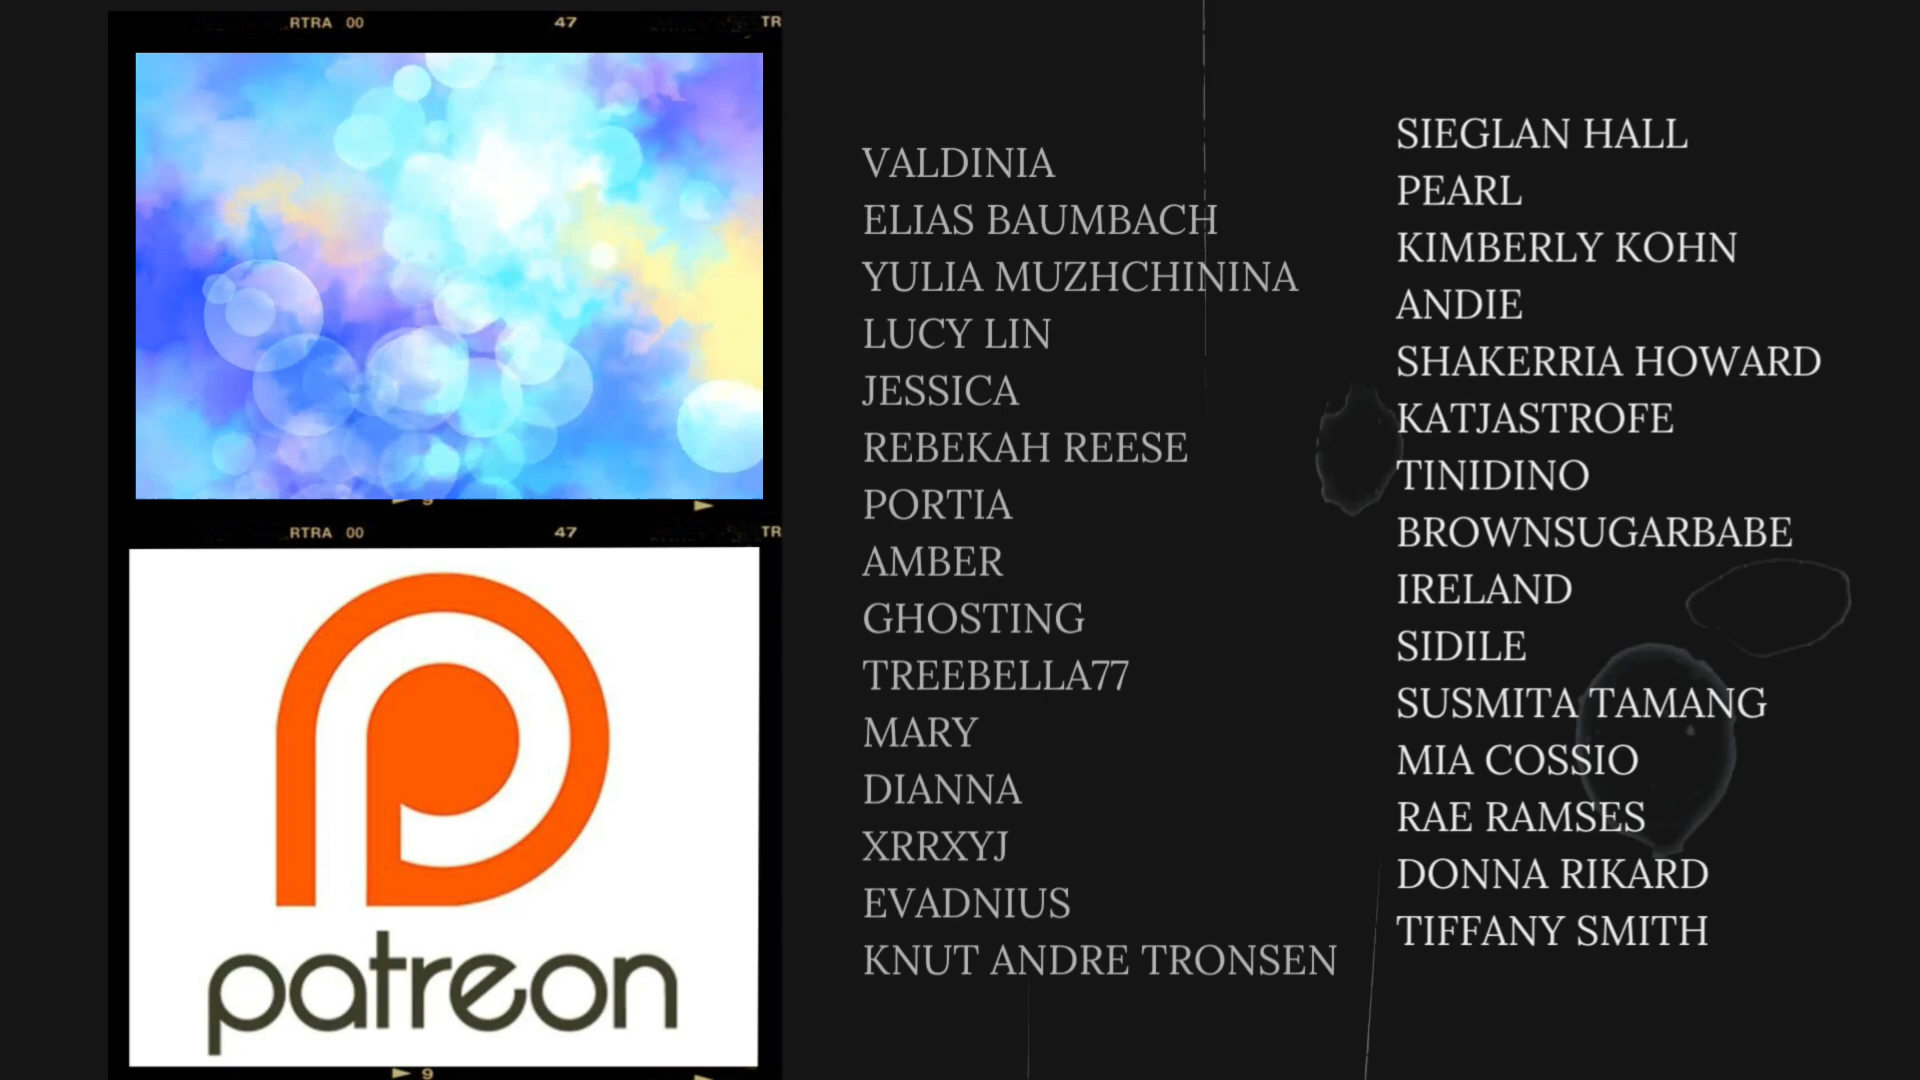 RTRA 00 47 TR
9
RTRA 00 47 TR
patreon
9
VALDINIA
ELIAS BAUMBACH
YULIA MUZHCHININA
LUCY LIN
JESSICA
REBEKAH REESE
PORTIA
AMBER
GHOSTING
TREEBELLA77
MARY
DIANNA
XRRXYJ
EVADNIUS
KNUT ANDRE TRONSEN
SIEGLAN HALL
PEARL
KIMBERLY KOHN
ANDIE
SHAKERRIA HOWARD
KATJASTROFE
TINIDINO
BROWNSUGARBABE
IRELAND
SIDILE
SUSMITA TAMANG
MIA COSSIO
RAE RAMSES
DONNA RIKARD
TIFFANY SMITH